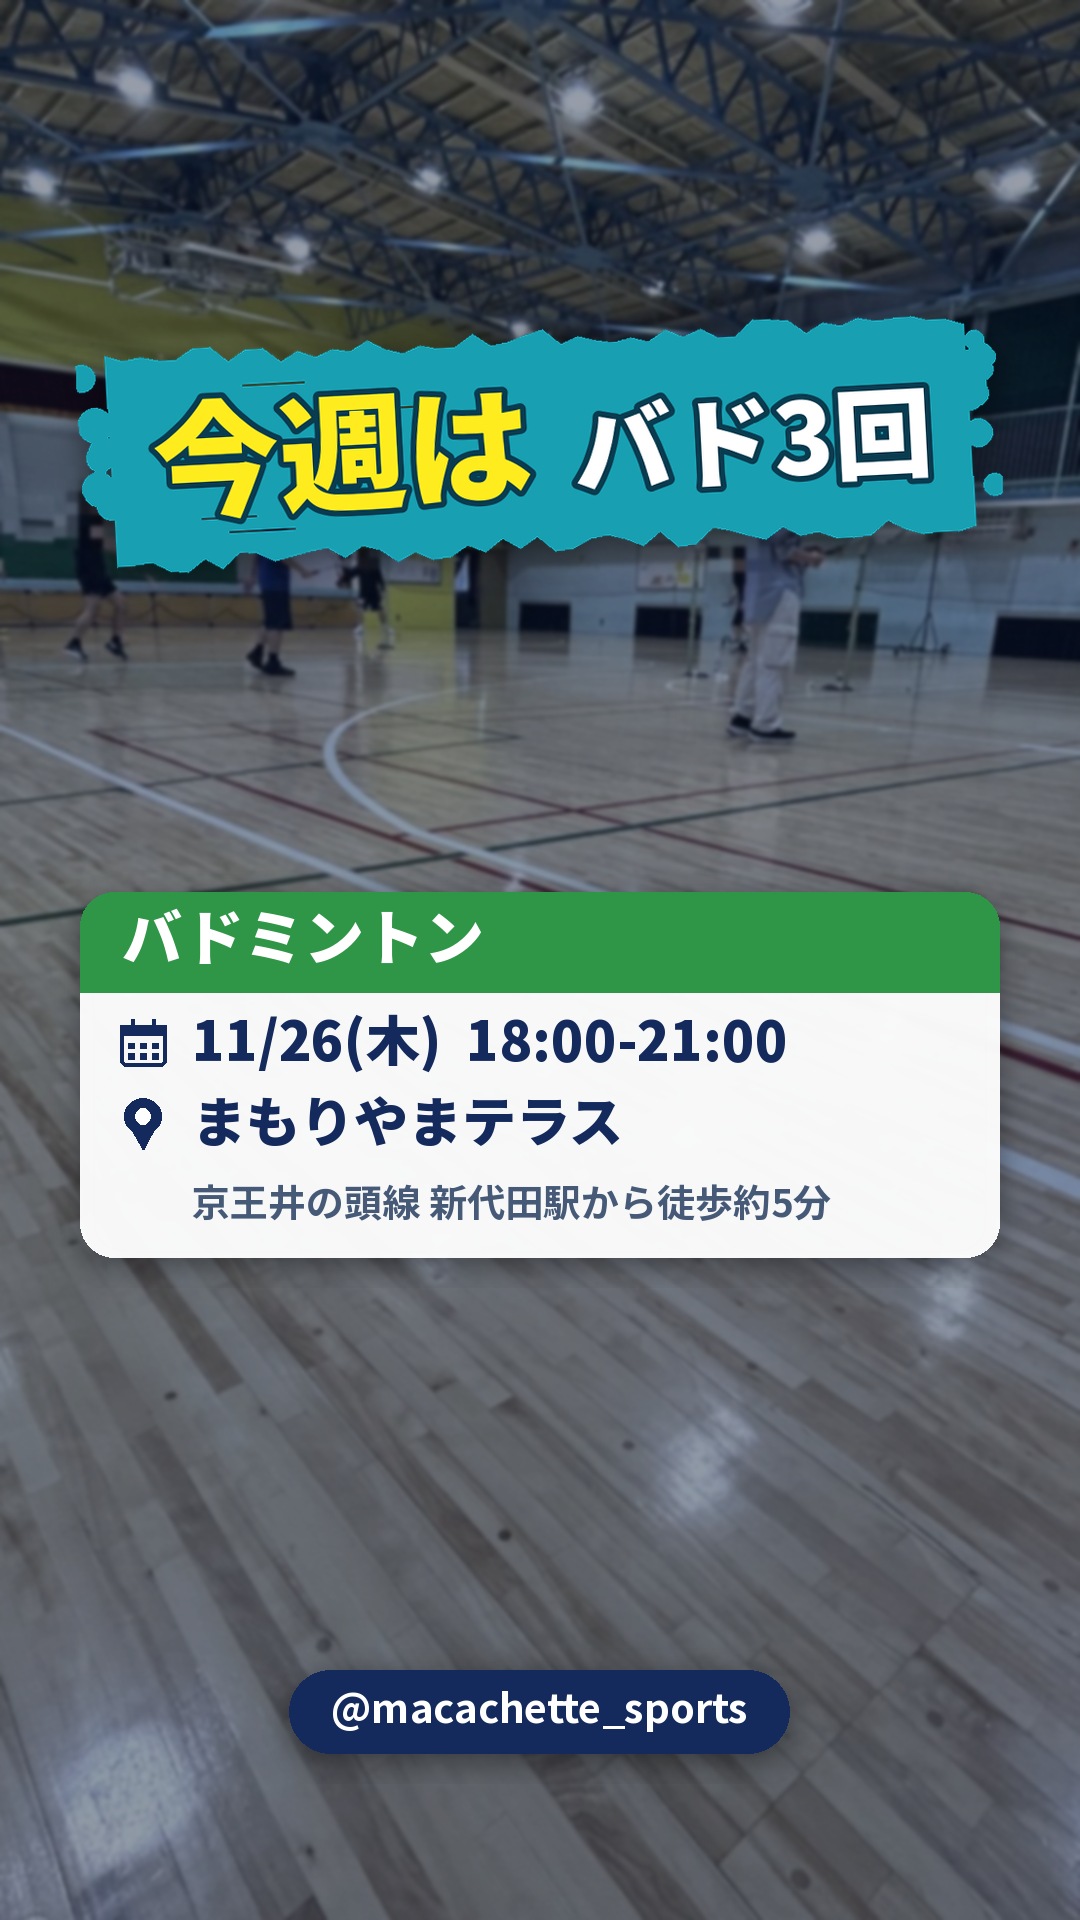 今週は バド3回
バドミントン
11/26(木) 18:00-21:00
まもりやまテラス
京王井の頭線 新代田駅から徒歩約5分
@macachette_sports